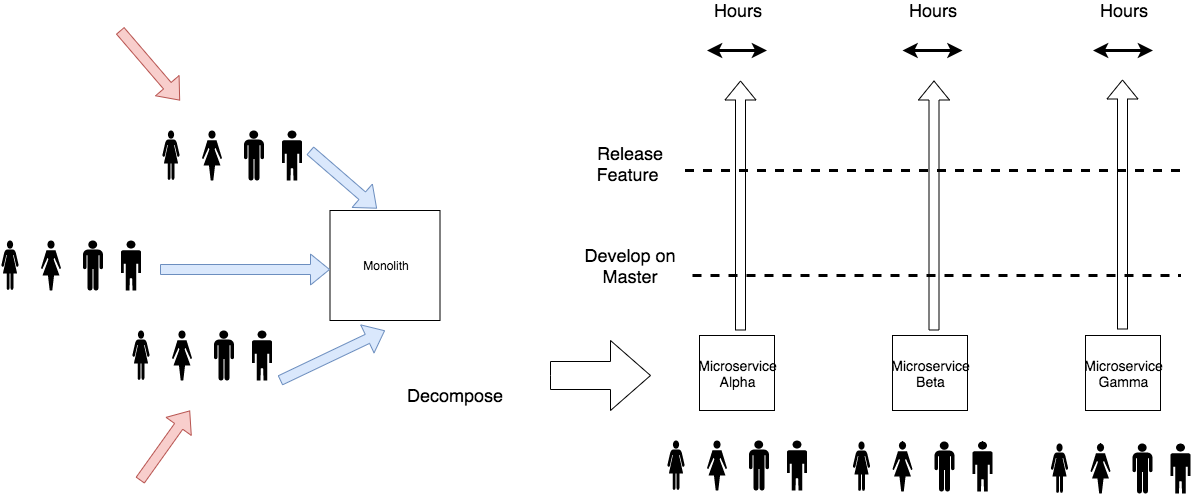 Hours
Hours
Hours
Release
Feature
Develop on
Master
Monolith
Decompose
Microservice
Alpha
Microservice
Beta
Microservice
Gamma